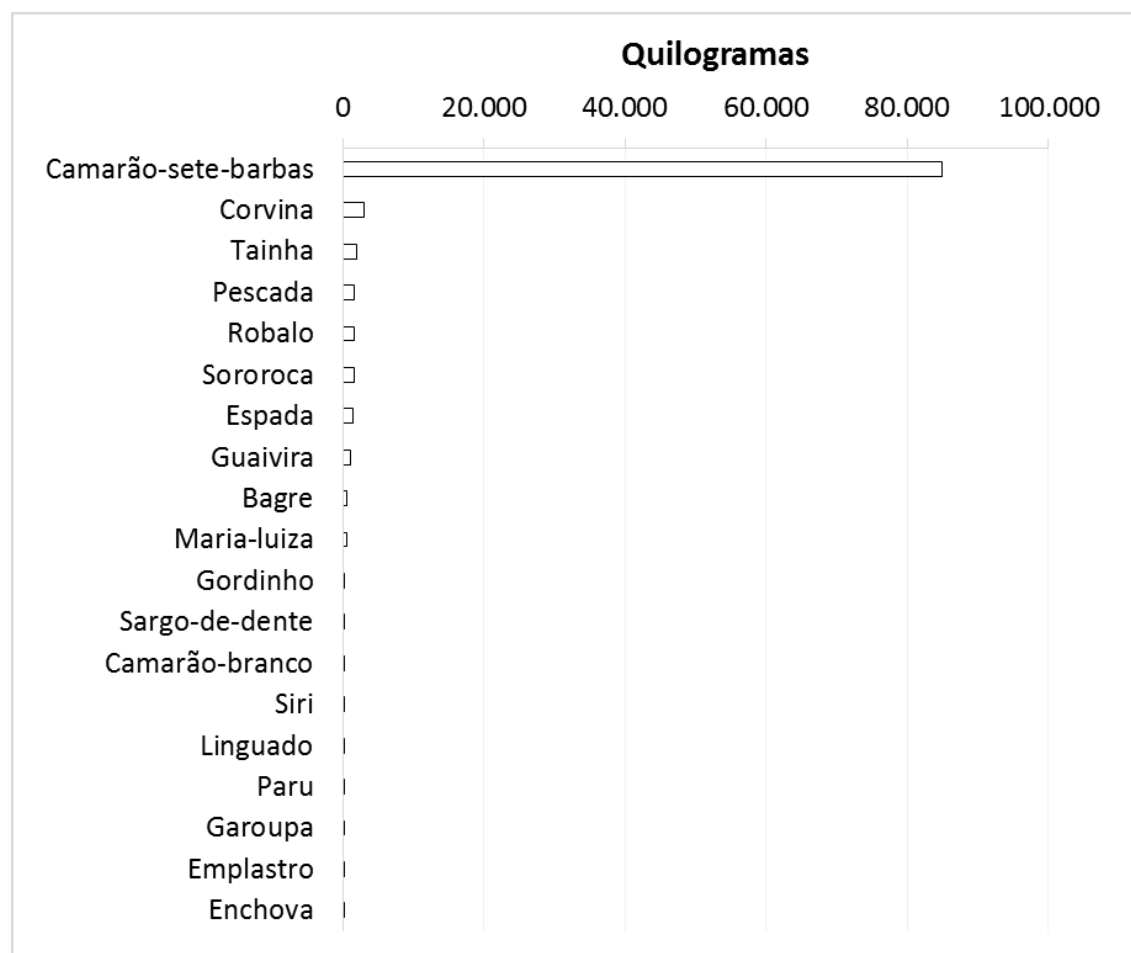 Quilogramas
0 20.000 40.000 60.000 80.000 100.000
Camarão-sete-barbas
Corvina
Tainha
Pescada
Robalo
Sororoca
Espada
Guaivira
Bagre
Maria-luiza
Gordinho
Sargo-de-dente
Camarão-branco
Siri
Linguado
Paru
Garoupa
Emplastro
Enchova